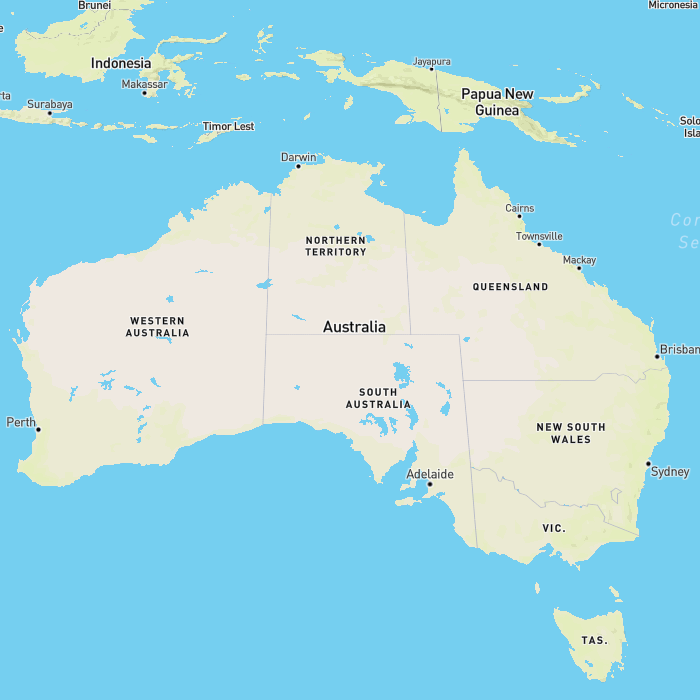 Brunei
Micronesia
Indonesia
Jayapura
Makassar
Papua New
Guinea
rta
Surabaya
Timor Lest
Solo
Isla
Darwin
Cairns
Cor
Se
Townsville
NORTHERN
TERRITORY
Mackay
QUEENSLAND
WESTERN
AUSTRALIA
Australia
Brisban
SOUTH
AUSTRALIA
Perth
NEW SOUTH
WALES
Adelaide
Sydney
VIC.
TAS.